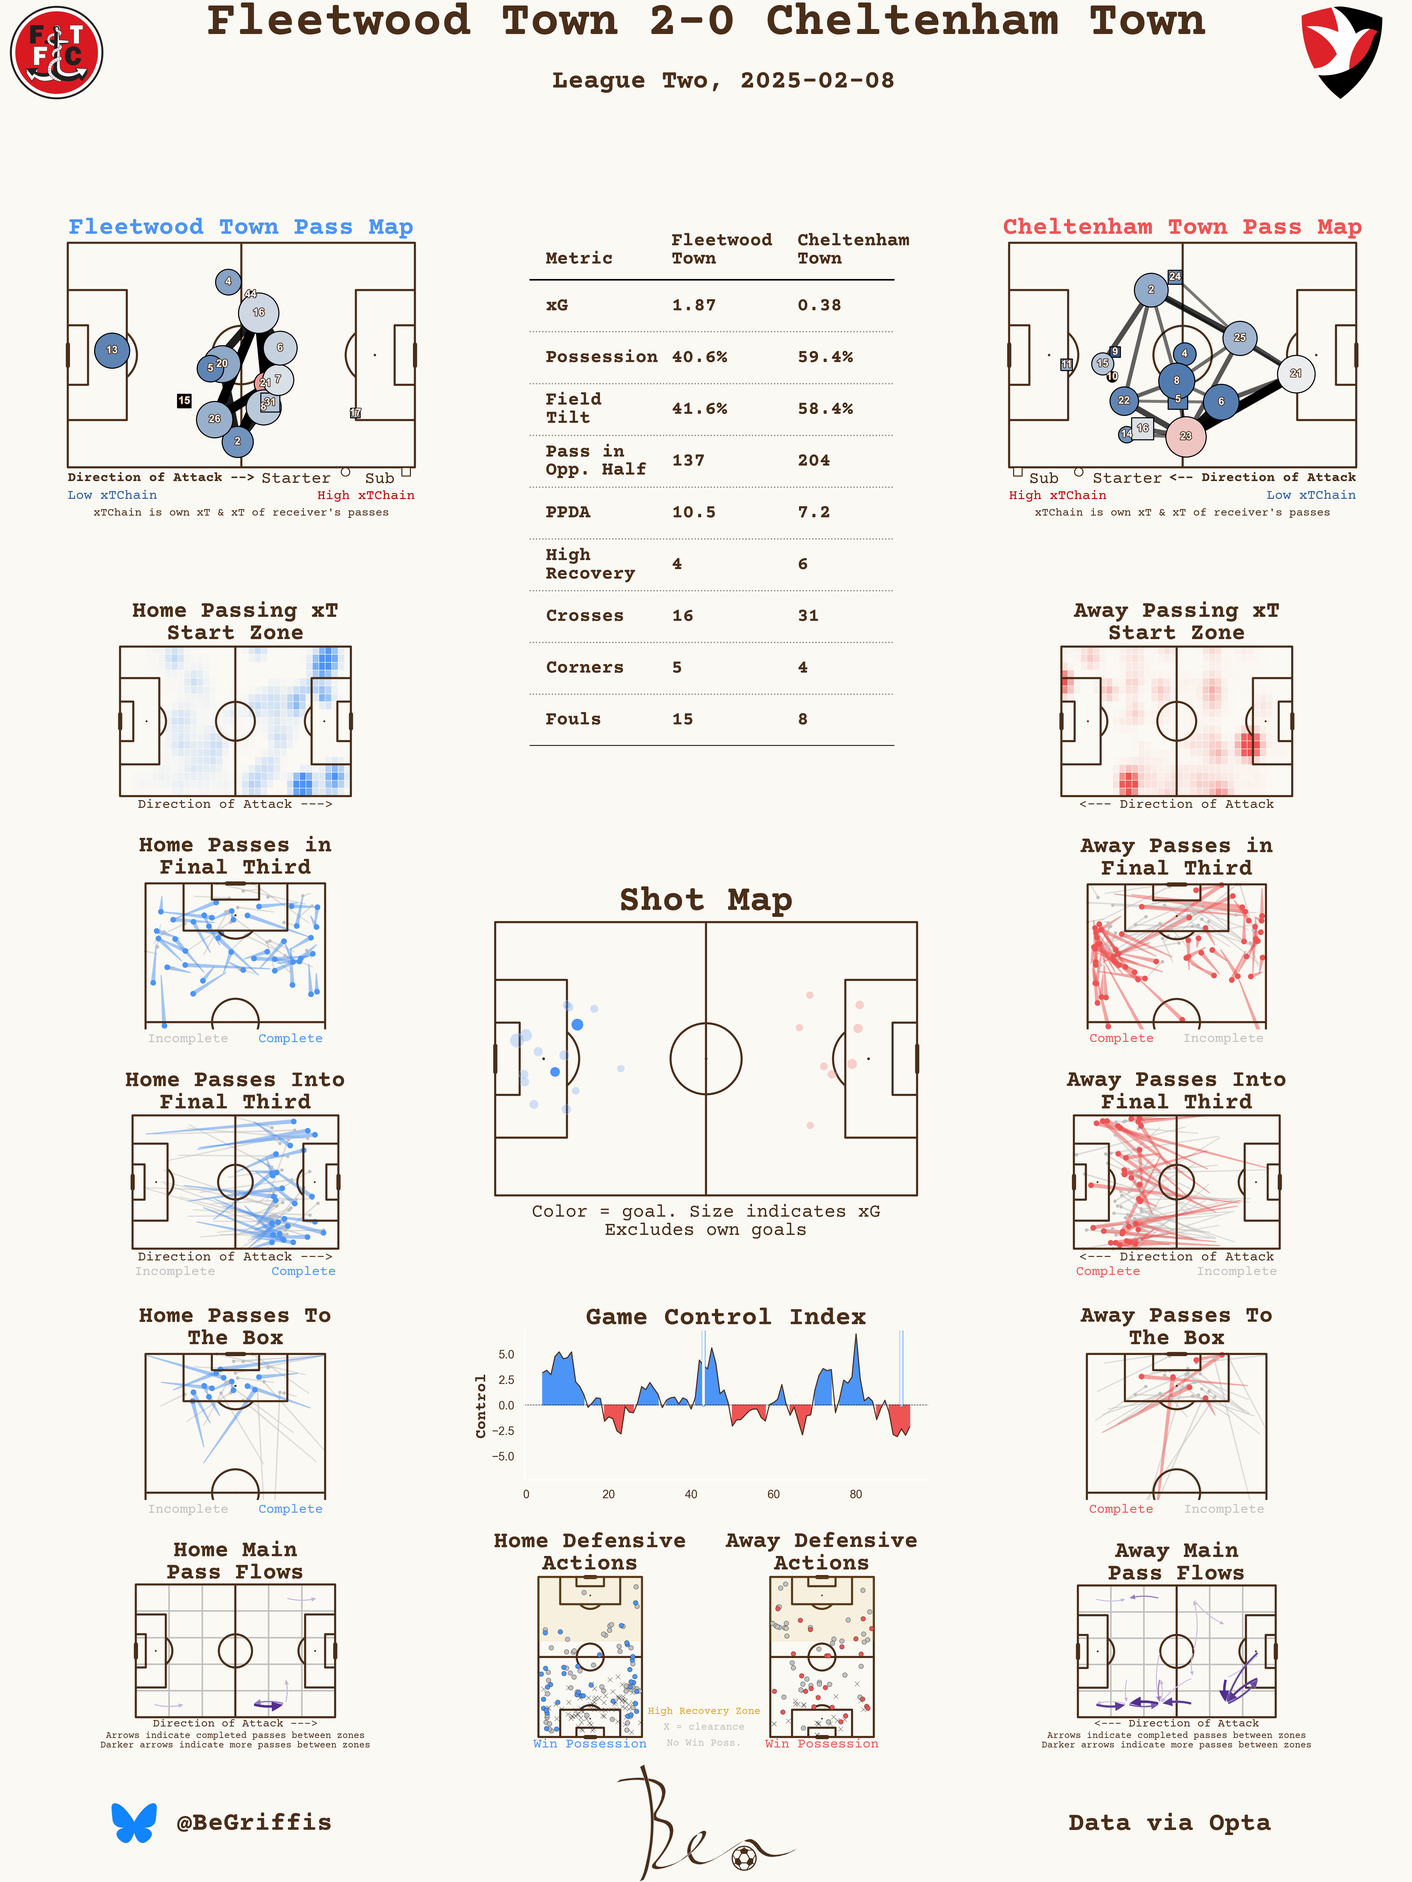 Fleetwood Town 2-0 Cheltenham Town
League Two, 2025-02-08
F T
F C
Fleetwood Town Pass Map
4
44
16
6
13
5
20
7
21
15
31
8
17
26
2
Direction of Attack --> Starter Sub
Low xTChain High xTChain
xTChain is own xT & xT of receiver's passes
Metric Fleetwood Town Cheltenham Town
xG 1.87 0.38
Possession 40.6% 59.4%
Field Tilt 41.6% 58.4%
Pass in Opp. Half 137 204
PPDA 10.5 7.2
High Recovery 4 6
Crosses 16 31
Corners 5 4
Fouls 15 8
Cheltenham Town Pass Map
24
2
25
9
4
11
15
10
21
8
22
5
6
14
16
23
Sub Starter <-- Direction of Attack
High xTChain Low xTChain
xTChain is own xT & xT of receiver's passes
Home Passing xT
Start Zone
Direction of Attack --->
Away Passing xT
Start Zone
<--- Direction of Attack
Home Passes in
Final Third
Incomplete Complete
Away Passes in
Final Third
Complete Incomplete
Shot Map
Color = goal. Size indicates xG
Excludes own goals
Home Passes Into
Final Third
Direction of Attack --->
Incomplete Complete
Away Passes Into
Final Third
<--- Direction of Attack
Complete Incomplete
Home Passes To
The Box
Incomplete Complete
Game Control Index
Control
5.0
2.5
0.0
−2.5
−5.0
0 20 40 60 80
Away Passes To
The Box
Complete Incomplete
Home Main
Pass Flows
Direction of Attack --->
Arrows indicate completed passes between zones
Darker arrows indicate more passes between zones
Home Defensive
Actions
Win Possession
Away Defensive
Actions
Win Possession
High Recovery Zone
X = clearance
No Win Poss.
Away Main
Pass Flows
<--- Direction of Attack
Arrows indicate completed passes between zones
Darker arrows indicate more passes between zones
@BeGriffis
Ben
Data via Opta